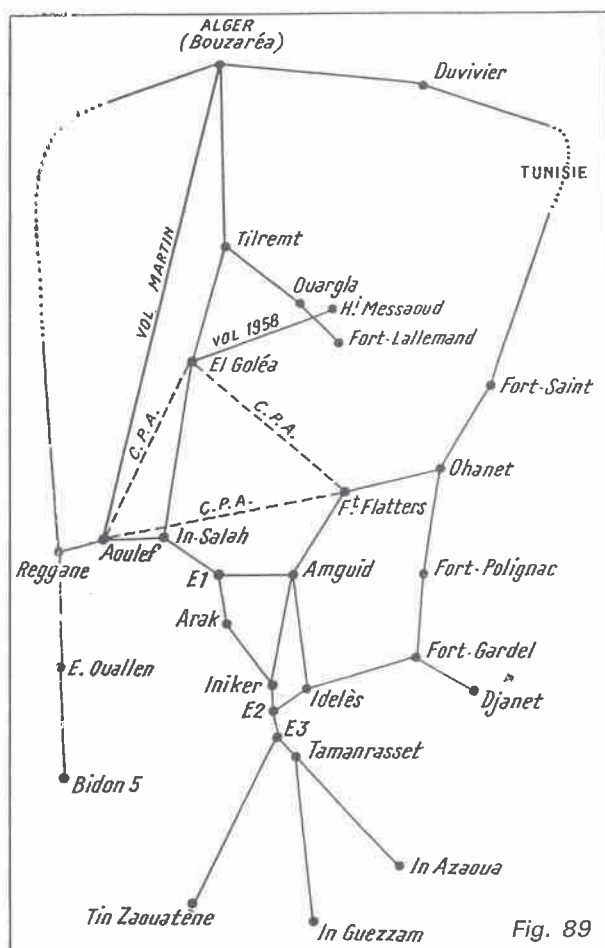 ALGER
(Bouzaréa)
Duvivier
TUNISIE
VOL MARTIN
Tilremt
Ouargla
H.i Messaoud
VOL 1958
Fort-Lallemand
El Goléa
Fort-Saint
C.P.A.
C.P.A.
Ohanet
C.P.A.
F.t Flatters
Aoulef
In-Salah
Reggane
E1
Amguid
Fort-Polignac
Arak
Fort-Gardel
E. Ouallen
Iniker
Idelès
Djanet
E2
E3
Tamanrasset
Bidon 5
In Azaoua
Tin Zaouatène
In Guezzam
Fig. 89